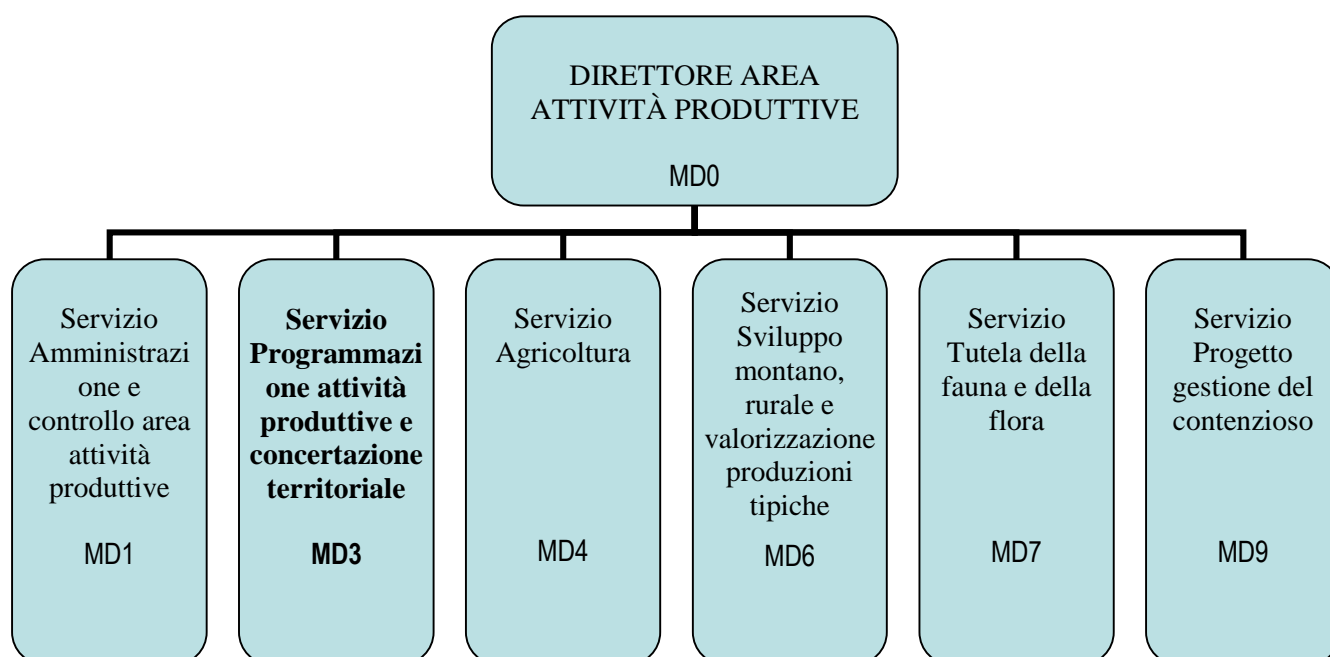 DIRETTORE AREA
ATTIVITÀ PRODUTTIVE
MD0
Servizio
Amministrazi
one e
controllo area
attività
produttive
MD1
Servizio
Programmazi
one attività
produttive e
concertazione
territoriale
MD3
Servizio
Agricoltura
MD4
Servizio
Sviluppo
montano,
rurale e
valorizzazione
produzioni
tipiche
MD6
Servizio
Tutela della
fauna e della
flora
MD7
Servizio
Progetto
gestione del
contenzioso
MD9